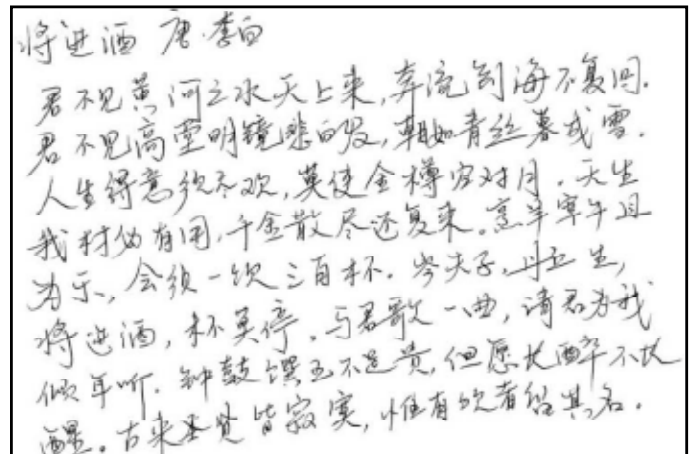 将进酒 唐·李白
君不见黄河之水天上来,奔流到海不复回.
君不见高堂明镜悲白发,朝如青丝暮成雪.
人生得意须尽欢,莫使金樽空对月.天生
我材必有用,千金散尽还复来.烹羊宰牛且
为乐,会须一饮三百杯.岑夫子,丹丘生,
将进酒,杯莫停.与君歌一曲,请君为我
倾耳听.钟鼓馔玉不足贵,但愿长醉不长
醒.古来圣贤皆寂寞,惟有饮者留其名.